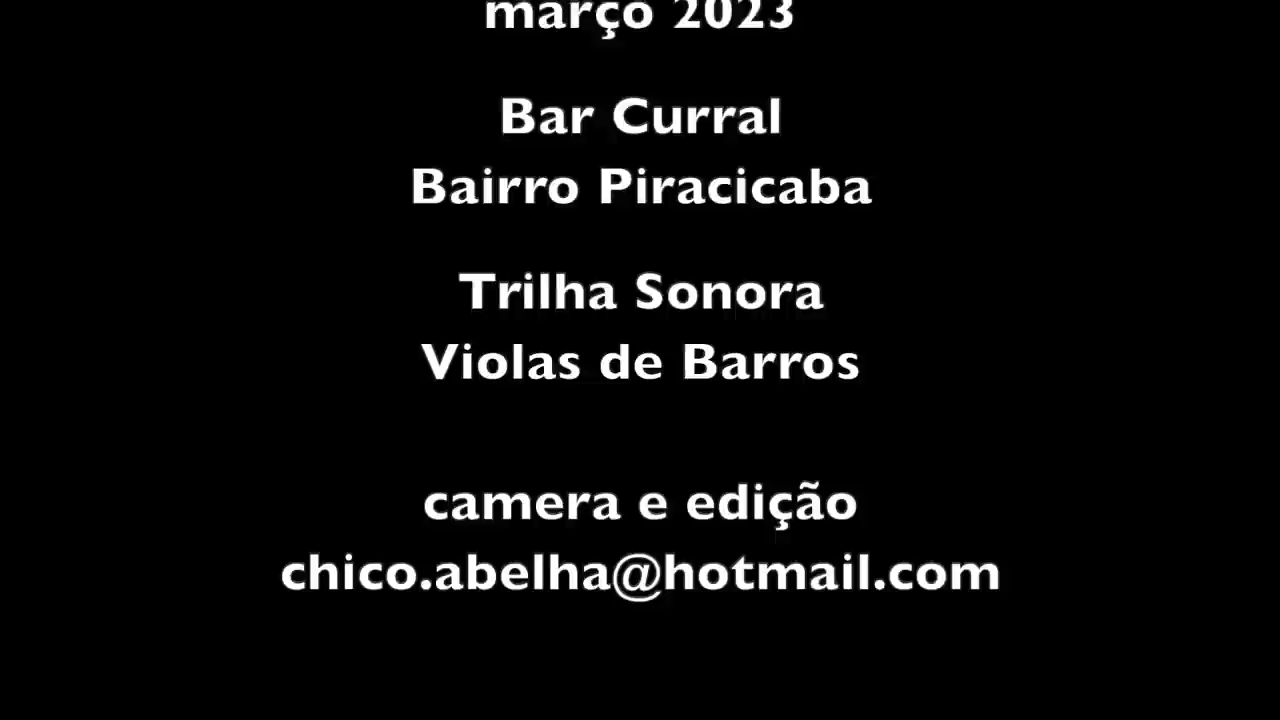 março 2023
Bar Curral
Bairro Piracicaba
Trilha Sonora
Violas de Barros
camera e edição
chico.abelha@hotmail.com